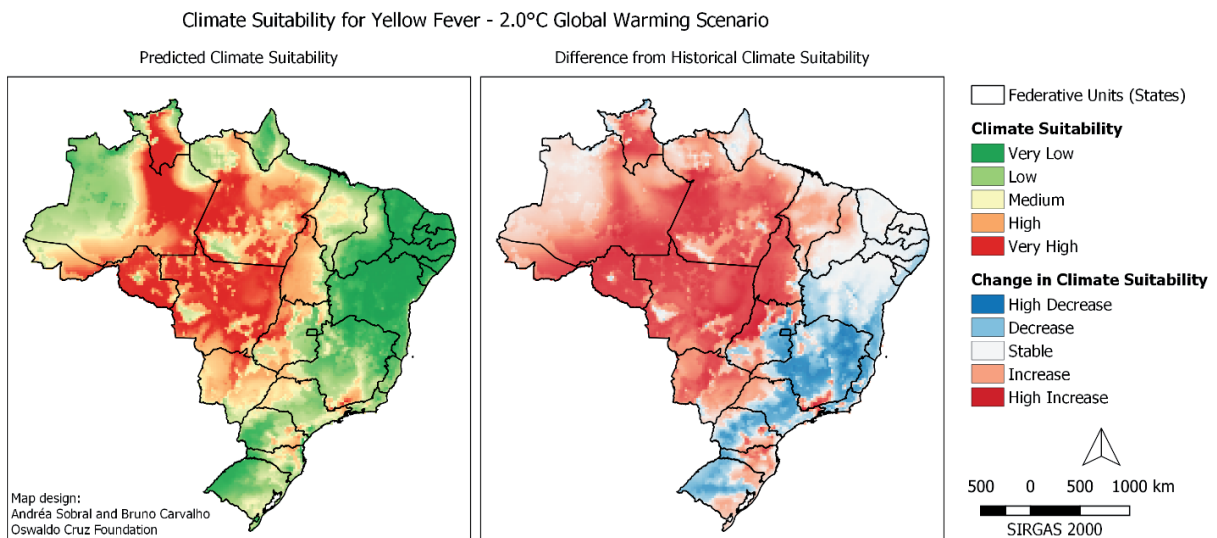 Climate Suitability for Yellow Fever - 2.0°C Global Warming Scenario
Predicted Climate Suitability
Difference from Historical Climate Suitability
Map design:
Andréa Sobral and Bruno Carvalho
Oswaldo Cruz Foundation
Federative Units (States)
Climate Suitability
Very Low
Low
Medium
High
Very High
Change in Climate Suitability
High Decrease
Decrease
Stable
Increase
High Increase
500 0 500 1000 km
SIRGAS 2000